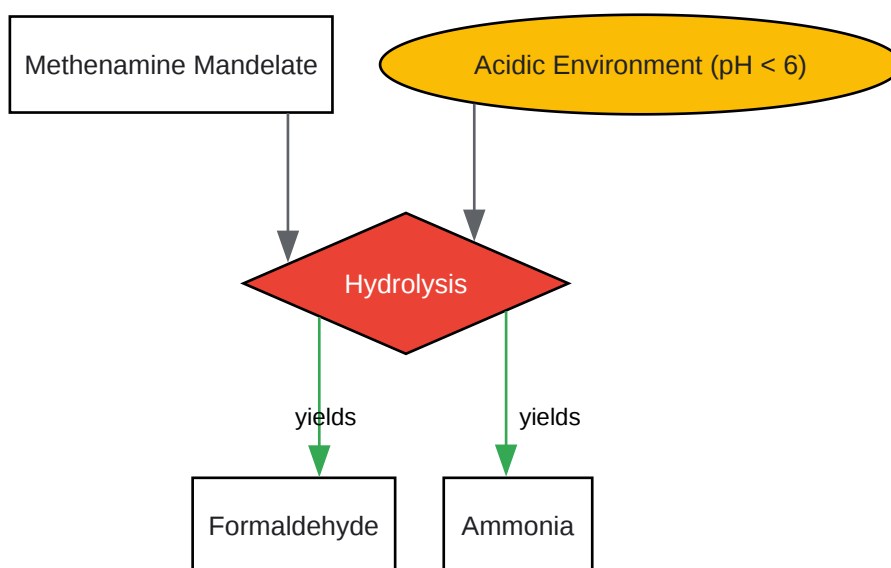 Methenamine Mandelate
Acidic Environment (pH < 6)
Hydrolysis
yields
yields
Formaldehyde
Ammonia